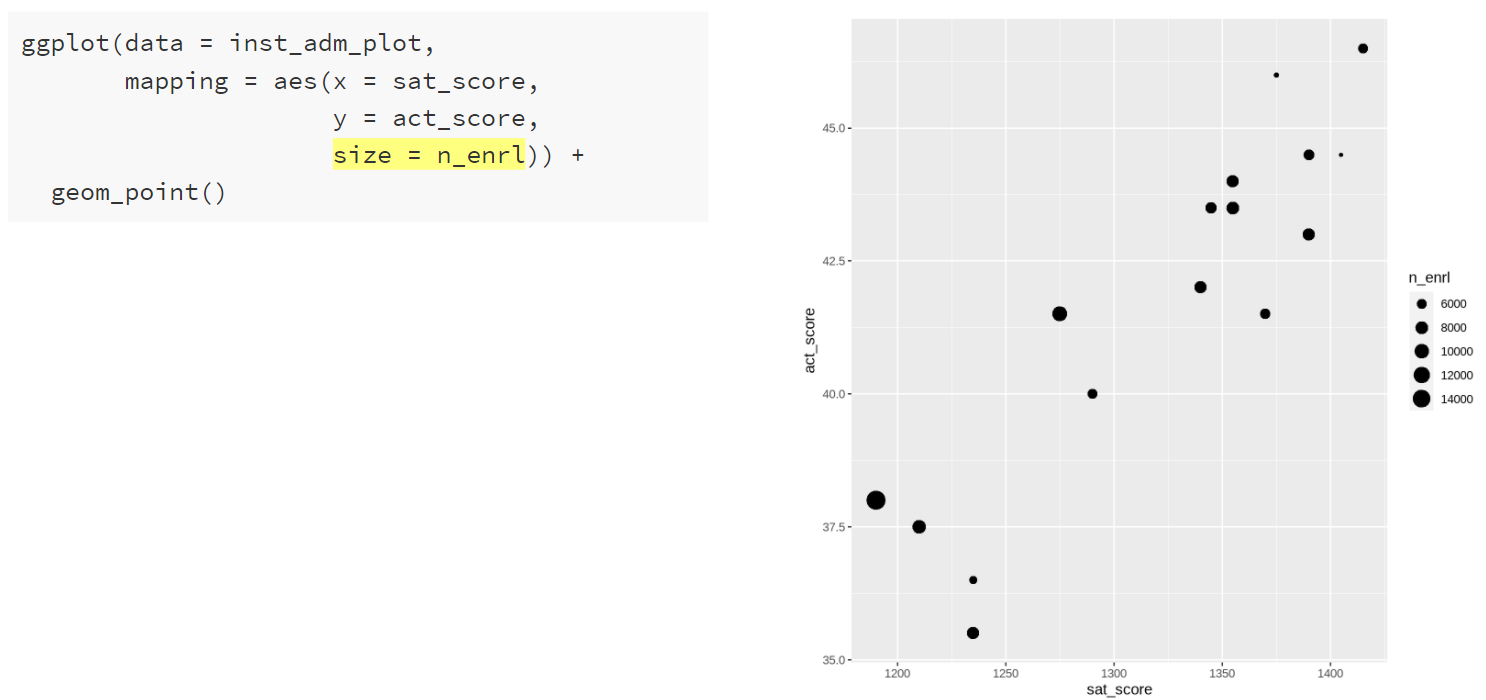 ggplot(data = inst_adm_plot,
       mapping = aes(x = sat_score,
                     y = act_score,
                     size = n_enrl)) +
  geom_point()
45.0
42.5
40.0
37.5
35.0
act_score
1200 1250 1300 1350 1400
sat_score
n_enrl
6000
8000
10000
12000
14000